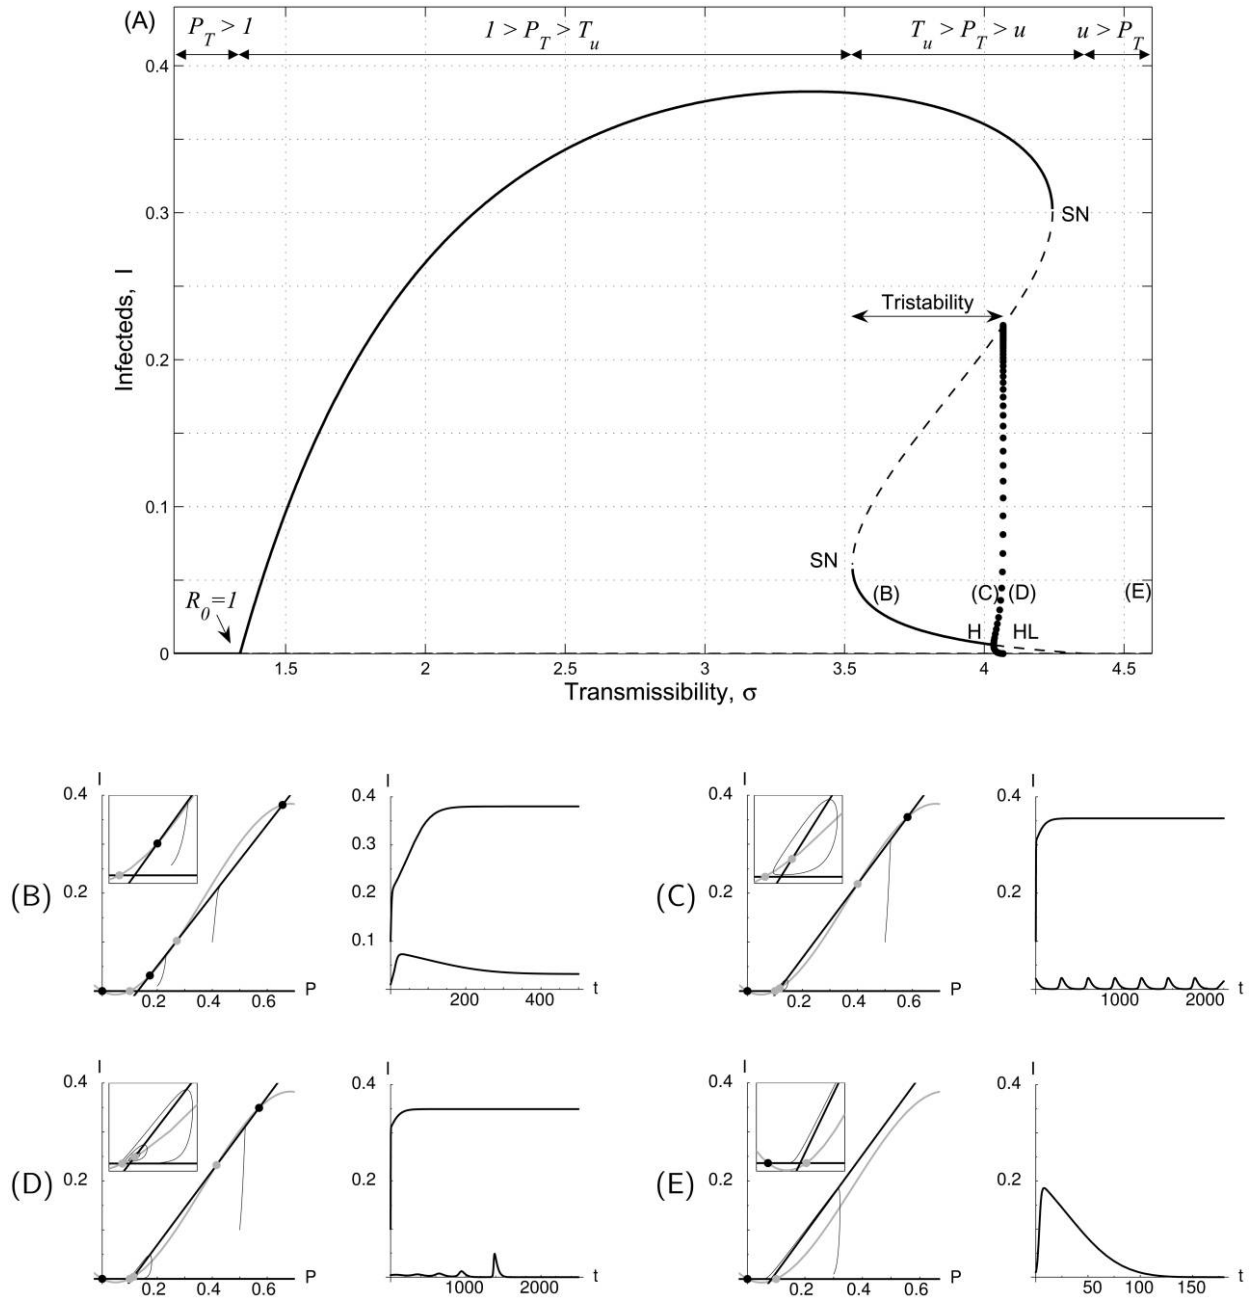 (A)
P_T > 1
1 > P_T > T_u
T_u > P_T > u
u > P_T
0.4
0.3
0.2
0.1
0
Infecteds, I
SN
Tristability
SN
(B)
(C)
(D)
(E)
H
HL
R_0=1
1.5
2
2.5
3
3.5
4
4.5
Transmissibility, σ
(B)
I
0.4
0.2
0.2
0.4
0.6
P
I
0.4
0.3
0.2
0.1
200
400
t
(C)
I
0.4
0.2
0.2
0.4
0.6
P
I
0.4
0.2
1000
2000
t
(D)
I
0.4
0.2
0.2
0.4
0.6
P
I
0.4
0.2
1000
2000
t
(E)
I
0.4
0.2
0.2
0.4
0.6
P
I
0.4
0.2
50
100
150
t